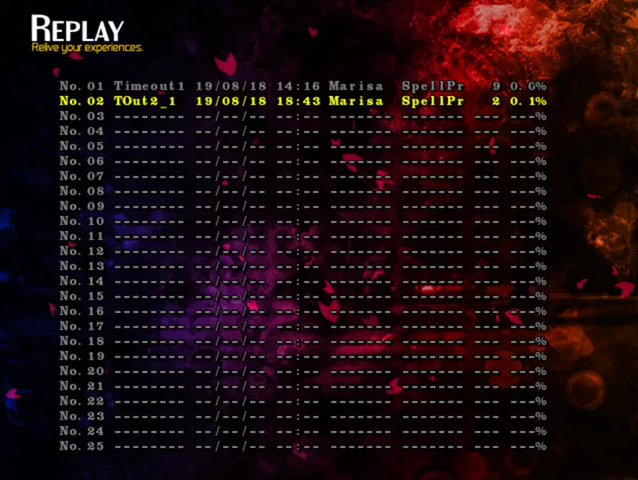 REPLAY
Relive your experiences.
No. 01 Timeout1 19/08/18 14:16 Marisa SpellPr 9 0. 0%
No. 02 TOut2_1 19/08/18 18:43 Marisa SpellPr 2 0. 1%
No. 03 -------- --/--/-- --:-- ------- ------- --- ---%
No. 04 -------- --/--/-- --:-- ------- ------- --- ---%
No. 05 -------- --/--/-- --:-- ------- ------- --- ---%
No. 06 -------- --/--/-- --:-- ------- ------- --- ---%
No. 07 -------- --/--/-- --:-- ------- ------- --- ---%
No. 08 -------- --/--/-- --:-- ------- ------- --- ---%
No. 09 -------- --/--/-- --:-- ------- ------- --- ---%
No. 10 -------- --/--/-- --:-- ------- ------- --- ---%
No. 11 -------- --/--/-- --:-- ------- ------- --- ---%
No. 12 -------- --/--/-- --:-- ------- ------- --- ---%
No. 13 -------- --/--/-- --:-- ------- ------- --- ---%
No. 14 -------- --/--/-- --:-- ------- ------- --- ---%
No. 15 -------- --/--/-- --:-- ------- ------- --- ---%
No. 16 -------- --/--/-- --:-- ------- ------- --- ---%
No. 17 -------- --/--/-- --:-- ------- ------- --- ---%
No. 18 -------- --/--/-- --:-- ------- ------- --- ---%
No. 19 -------- --/--/-- --:-- ------- ------- --- ---%
No. 20 -------- --/--/-- --:-- ------- ------- --- ---%
No. 21 -------- --/--/-- --:-- ------- ------- --- ---%
No. 22 -------- --/--/-- --:-- ------- ------- --- ---%
No. 23 -------- --/--/-- --:-- ------- ------- --- ---%
No. 24 -------- --/--/-- --:-- ------- ------- --- ---%
No. 25 -------- --/--/-- --:-- ------- ------- --- ---%